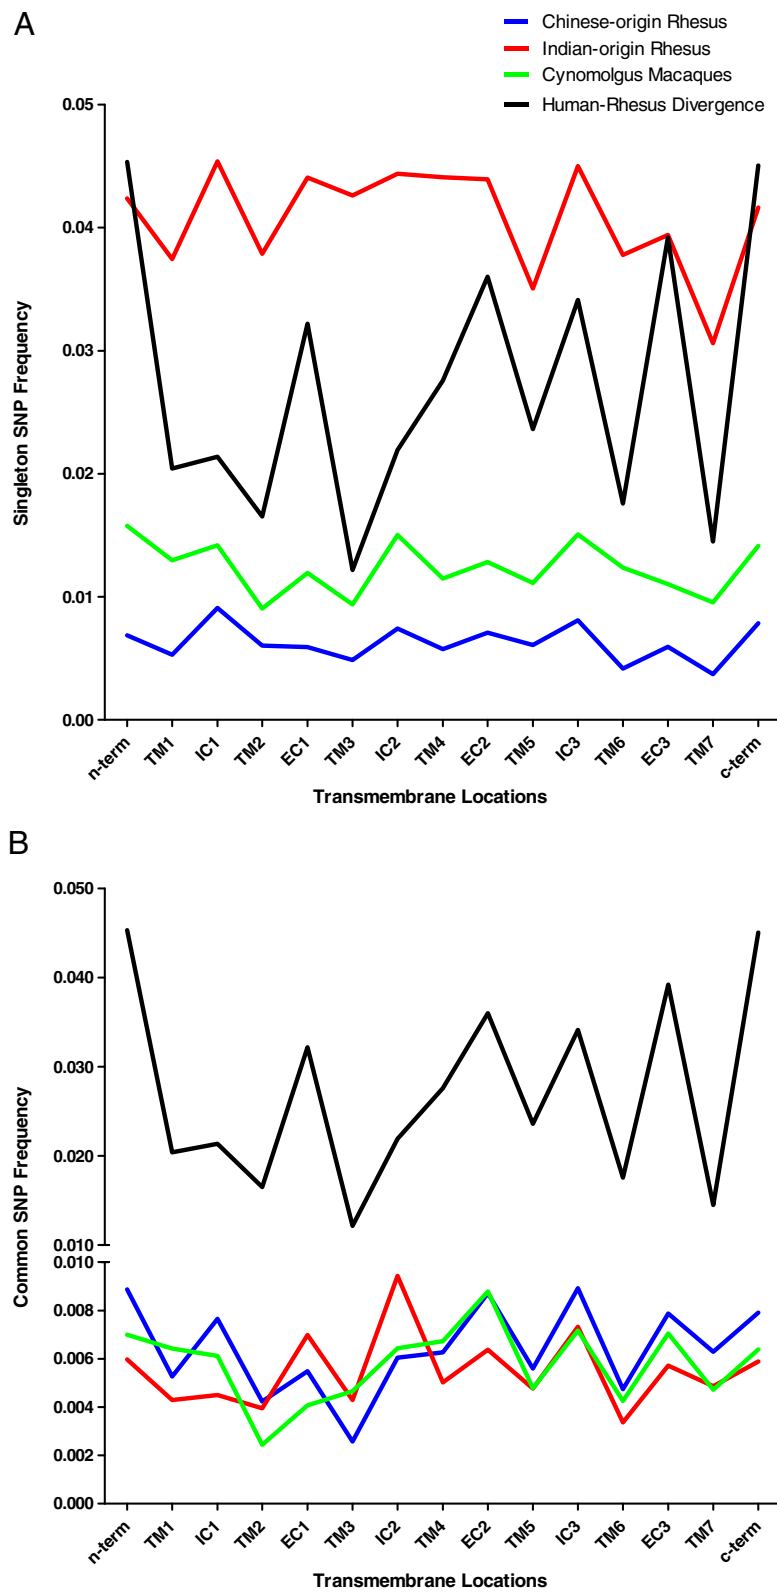 A
Chinese-origin Rhesus
Indian-origin Rhesus
Cynomolgus Macaques
Human-Rhesus Divergence
0.05
0.04
0.03
0.02
0.01
0.00
Singleton SNP Frequency
n-term TM1 IC1 TM2 EC1 TM3 IC2 TM4 EC2 TM5 IC3 TM6 EC3 TM7 c-term
Transmembrane Locations
B
0.050
0.040
0.030
0.020
0.010
0.010
0.008
0.006
0.004
0.002
0.000
Common SNP Frequency
n-term TM1 IC1 TM2 EC1 TM3 IC2 TM4 EC2 TM5 IC3 TM6 EC3 TM7 c-term
Transmembrane Locations